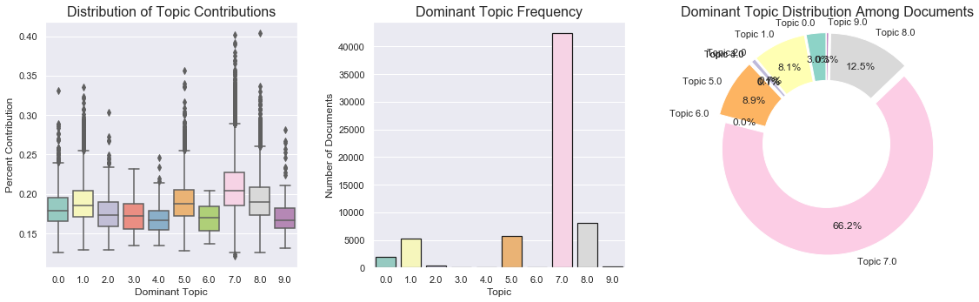 Distribution of Topic Contributions
Percent Contribution
0.40
0.35
0.30
0.25
0.20
0.15
0.0 1.0 2.0 3.0 4.0 5.0 6.0 7.0 8.0 9.0
Dominant Topic
Dominant Topic Frequency
Number of Documents
40000
35000
30000
25000
20000
15000
10000
5000
0
0.0 1.0 2.0 3.0 4.0 5.0 6.0 7.0 8.0 9.0
Topic
Dominant Topic Distribution Among Documents
Topic 0.0
Topic 9.0
Topic 1.0
Topic 8.0
8.1%
12.5%
Topic 5.0
8.9%
Topic 6.0
0.0%
66.2%
Topic 7.0